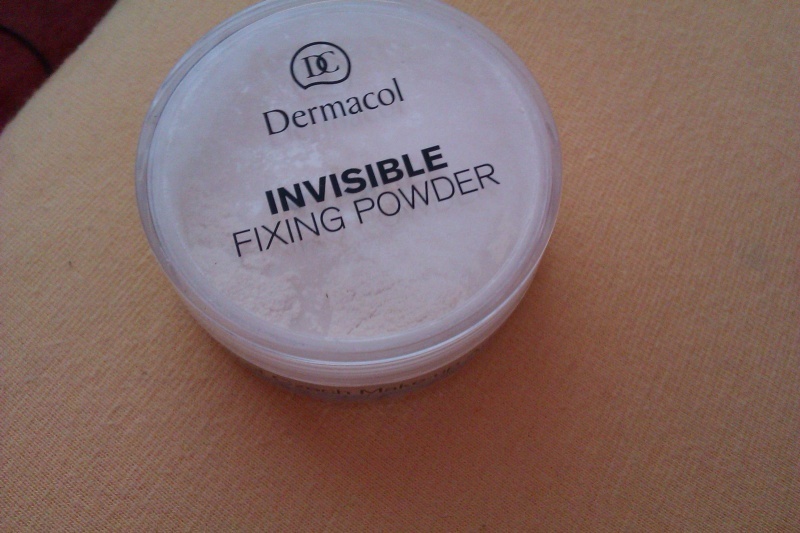 DC
Dermacol
INVISIBLE
FIXING POWDER